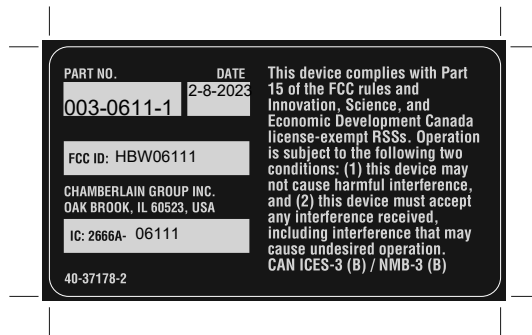 PART NO.
DATE
003-0611-1
2-8-2023
FCC ID: HBW06111
CHAMBERLAIN GROUP INC.
OAK BROOK, IL 60523, USA
IC: 2666A- 06111
40-37178-2
This device complies with Part
15 of the FCC rules and
Innovation, Science, and
Economic Development Canada
license-exempt RSSs. Operation
is subject to the following two
conditions: (1) this device may
not cause harmful interference,
and (2) this device must accept
any interference received,
including interference that may
cause undesired operation.
CAN ICES-3 (B) / NMB-3 (B)